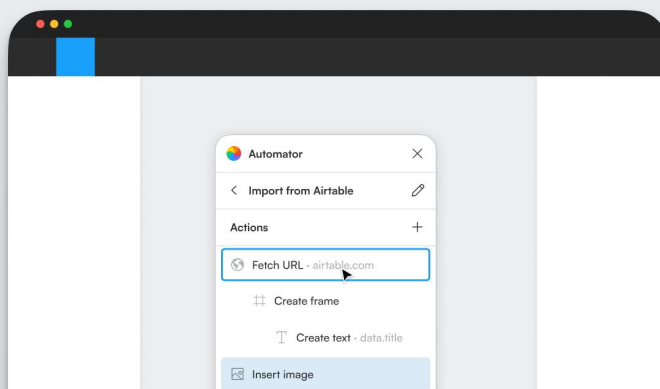 Automator
Import from Airtable
Actions
Fetch URL · airtable.com
Create frame
Create text · data.title
Insert image